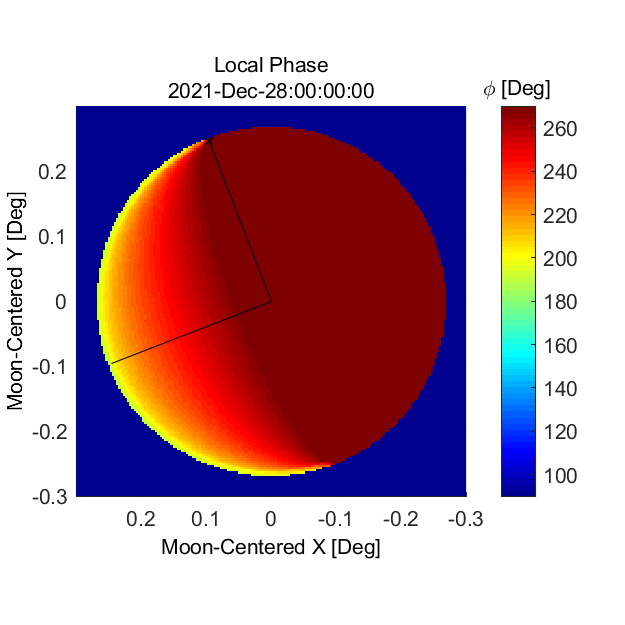 Local Phase
2021-Dec-28:00:00:00
ϕ [Deg]
Moon-Centered Y [Deg]
0.2
0.1
0
-0.1
-0.2
-0.3
0.2 0.1 0 -0.1 -0.2 -0.3
Moon-Centered X [Deg]
260
240
220
200
180
160
140
120
100